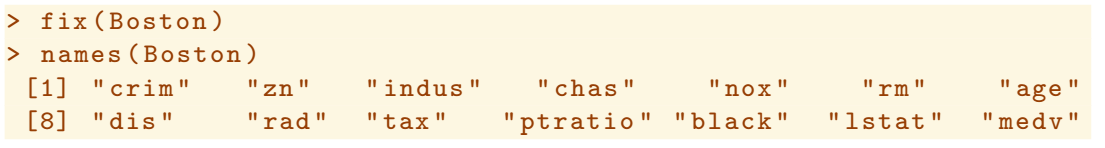 > fix(Boston)
> names(Boston)
[1] "crim" "zn" "indus" "chas" "nox" "rm" "age"
[8] "dis" "rad" "tax" "ptratio" "black" "lstat" "medv"